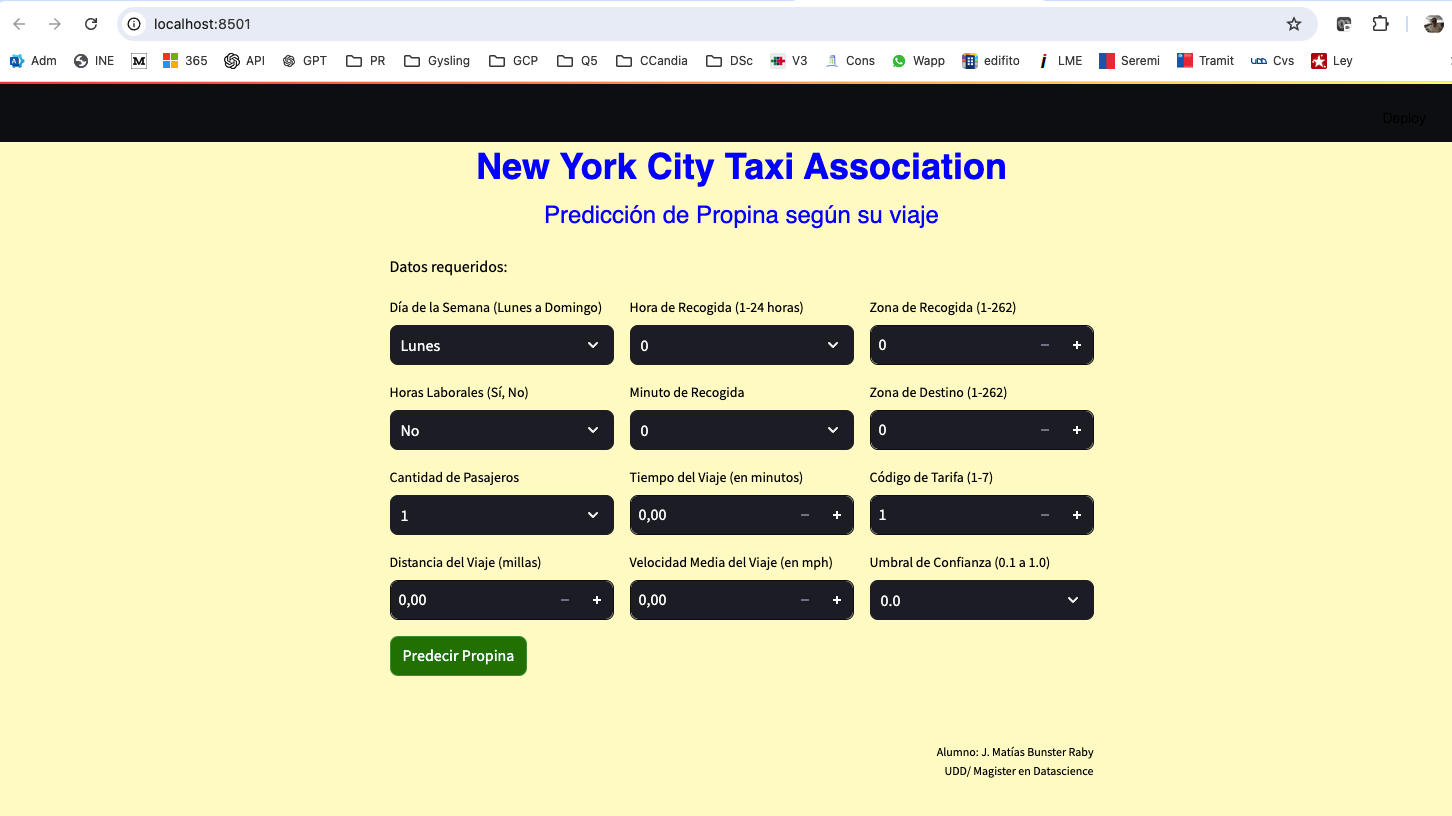 localhost:8501
Adm INE M 365 API GPT PR Gysling GCP Q5 CCandia DSc V3 Cons Wapp edifito LME Seremi Tramit Cvs Ley
Deploy
New York City Taxi Association
Predicción de Propina según su viaje
Datos requeridos:
Día de la Semana (Lunes a Domingo) Hora de Recogida (1-24 horas) Zona de Recogida (1-262)
Lunes 0 0
Horas Laborales (Sí, No) Minuto de Recogida Zona de Destino (1-262)
No 0 0
Cantidad de Pasajeros Tiempo del Viaje (en minutos) Código de Tarifa (1-7)
1 0,00 1
Distancia del Viaje (millas) Velocidad Media del Viaje (en mph) Umbral de Confianza (0.1 a 1.0)
0,00 0,00 0.0
Predecir Propina
Alumno: J. Matías Bunster Raby
UDD/ Magister en Datascience